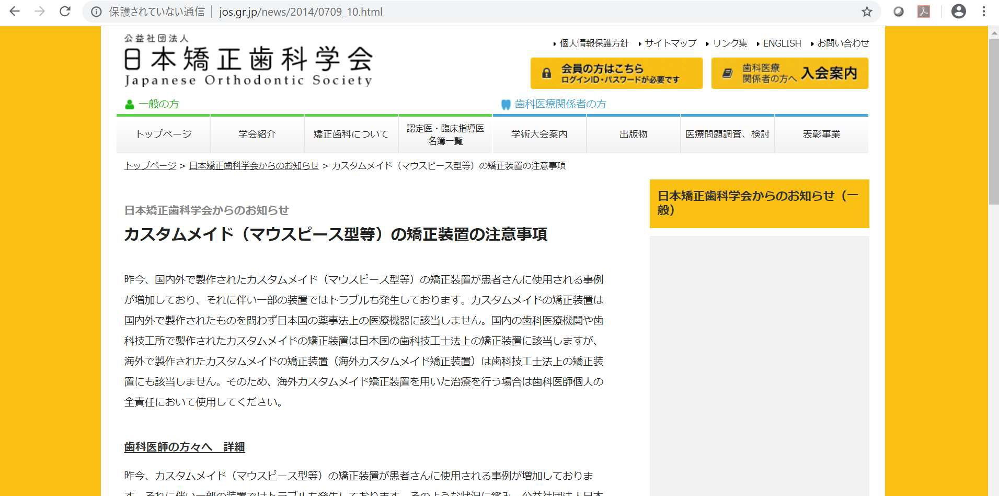 保護されていない通信 | jos.gr.jp/news/2014/0709_10.html
公益社団法人
日本矯正歯科学会
Japanese Orthodontic Society
個人情報保護方針 サイトマップ リンク集 ENGLISH お問い合わせ
会員の方はこちら
ログインID・パスワードが必要です
歯科医療
関係者の方へ 入会案内
一般の方
歯科医療関係者の方
トップページ
学会紹介
矯正歯科について
認定医・臨床指導医
名簿一覧
学術大会案内
出版物
医療問題調査、検討
表彰事業
トップページ > 日本矯正歯科学会からのお知らせ > カスタムメイド（マウスピース型等）の矯正装置の注意事項
日本矯正歯科学会からのお知らせ
カスタムメイド（マウスピース型等）の矯正装置の注意事項
昨今、国内外で製作されたカスタムメイド（マウスピース型等）の矯正装置が患者さんに使用される事例
が増加しており、それに伴い一部の装置ではトラブルも発生しております。カスタムメイドの矯正装置は
国内外で製作されたものを問わず日本国の薬事法上の医療機器に該当しません。国内の歯科医療機関や歯
科技工所で製作されたカスタムメイドの矯正装置は日本国の歯科技工士法上の矯正装置に該当しますが、
海外で製作されたカスタムメイドの矯正装置（海外カスタムメイド矯正装置）は歯科技工士法上の矯正装
置にも該当しません。そのため、海外カスタムメイド矯正装置を用いた治療を行う場合は歯科医師個人の
全責任において使用してください。
歯科医師の方々へ　詳細
昨今、カスタムメイド（マウスピース型等）の矯正装置が患者さんに使用される事例が増加しておりま
す。それに伴い一部の装置ではトラブルも発生しております。そのような状況に鑑み、公益社団法人日本
日本矯正歯科学会からのお知らせ（一
般）